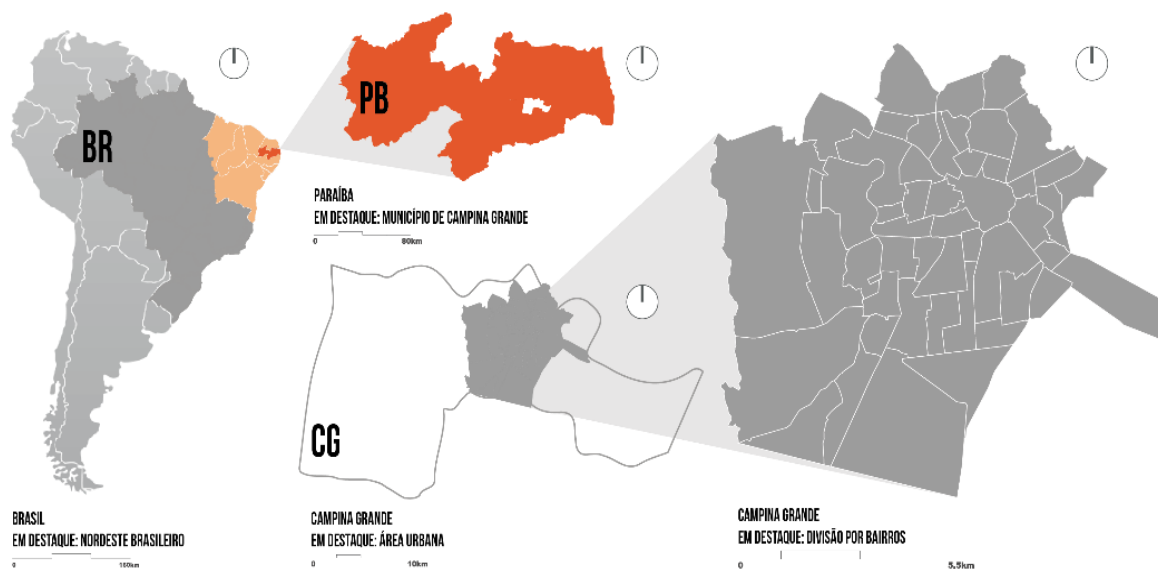 BR
BRASIL
EM DESTAQUE: NORDESTE BRASILEIRO
0 150km
PB
PARAÍBA
EM DESTAQUE: MUNICÍPIO DE CAMPINA GRANDE
0 80km
CG
CAMPINA GRANDE
EM DESTAQUE: ÁREA URBANA
0 10km
CAMPINA GRANDE
EM DESTAQUE: DIVISÃO POR BAIRROS
0 5.5km